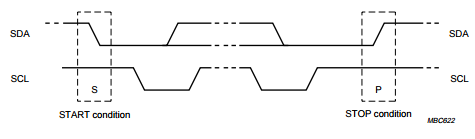 SDA SDA
SCL SCL
S P
START condition STOP condition
MBC622